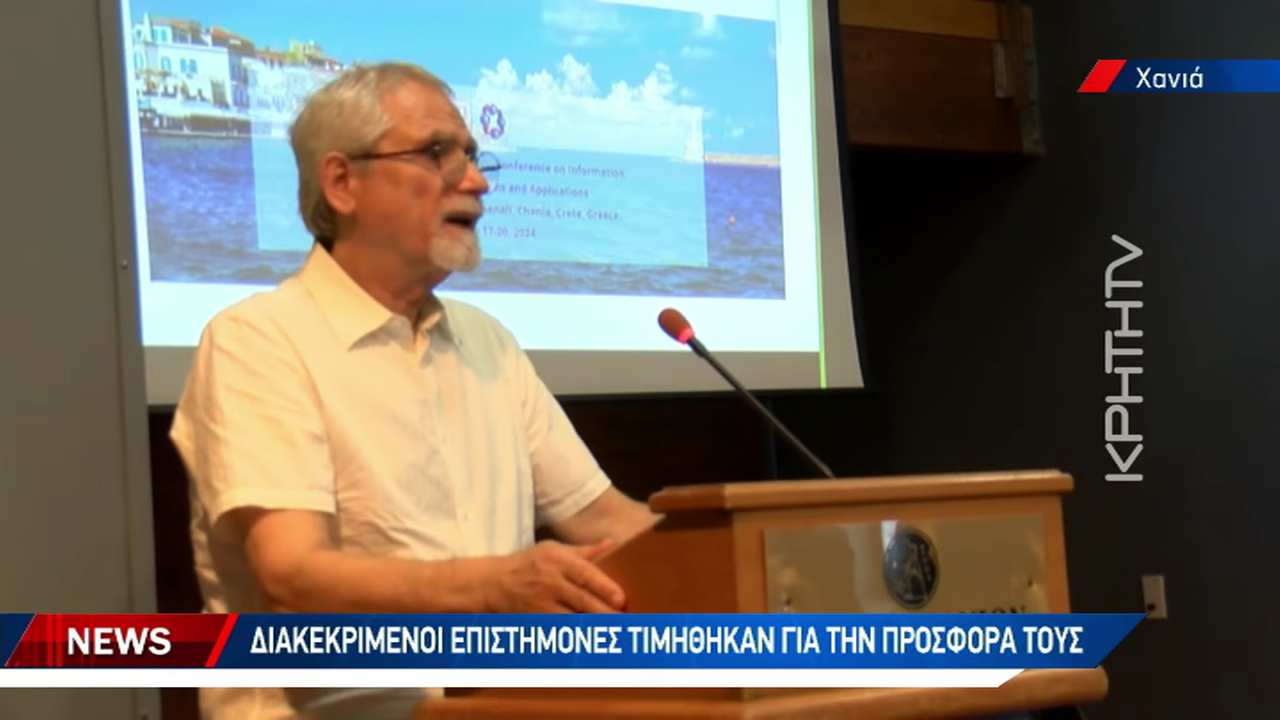 Χανιά
ΚΡΗΤΗTV
Conference on Information
and Applications
Chania, Crete, Greece
17-20, 2024
NEWS
ΔΙΑΚΕΚΡΙΜΕΝΟΙ ΕΠΙΣΤΗΜΟΝΕΣ ΤΙΜΗΘΗΚΑΝ ΓΙΑ ΤΗΝ ΠΡΟΣΦΟΡΑ ΤΟΥΣ